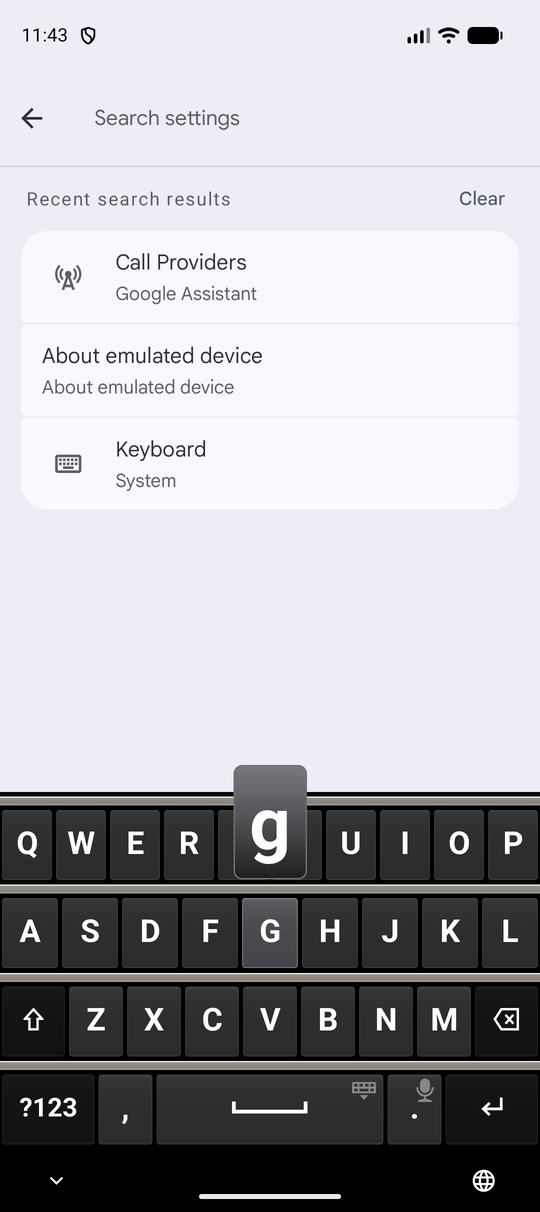 11:43
Search settings
Recent search results Clear
Call Providers
Google Assistant
About emulated device
About emulated device
Keyboard
System
g
Q W E R U I O P
A S D F G H J K L
Z X C V B N M
?123 , .